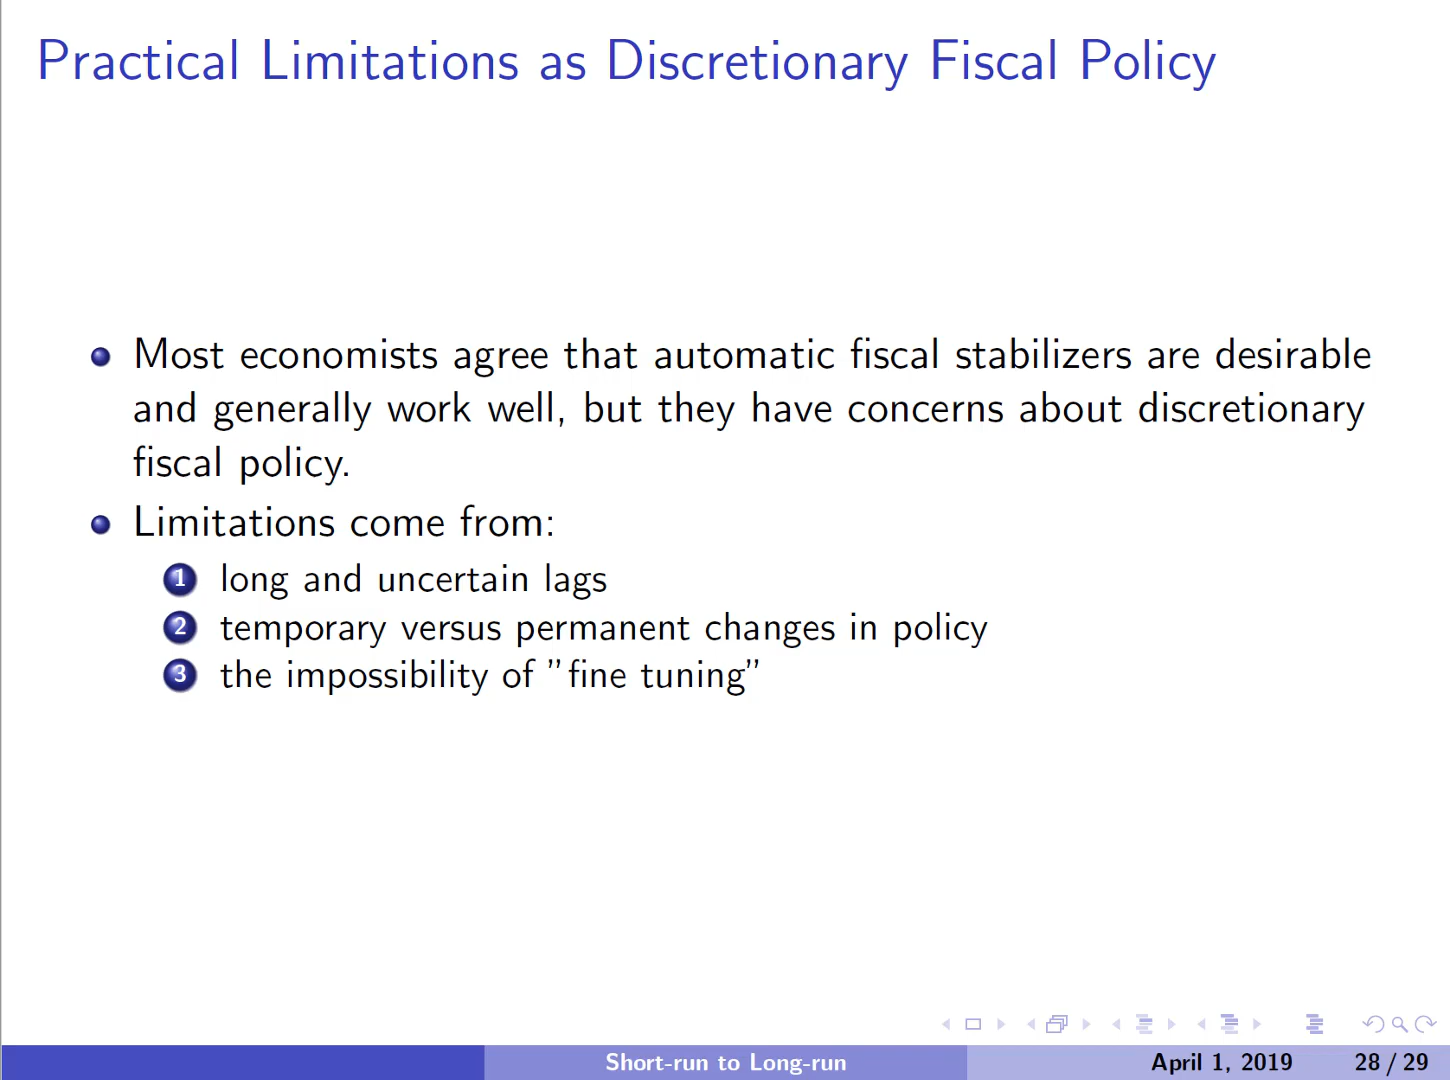 Practical Limitations as Discretionary Fiscal Policy
Most economists agree that automatic fiscal stabilizers are desirable
and generally work well, but they have concerns about discretionary
fiscal policy.
Limitations come from:
1 long and uncertain lags
2 temporary versus permanent changes in policy
3 the impossibility of ”fine tuning”
Short-run to Long-run April 1, 2019 28 / 29